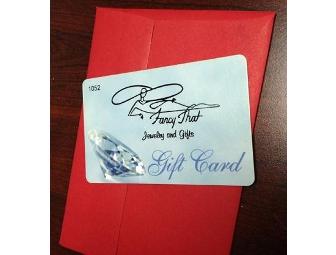 1052
Fancy That
Jewelry and Gifts
Gift Card